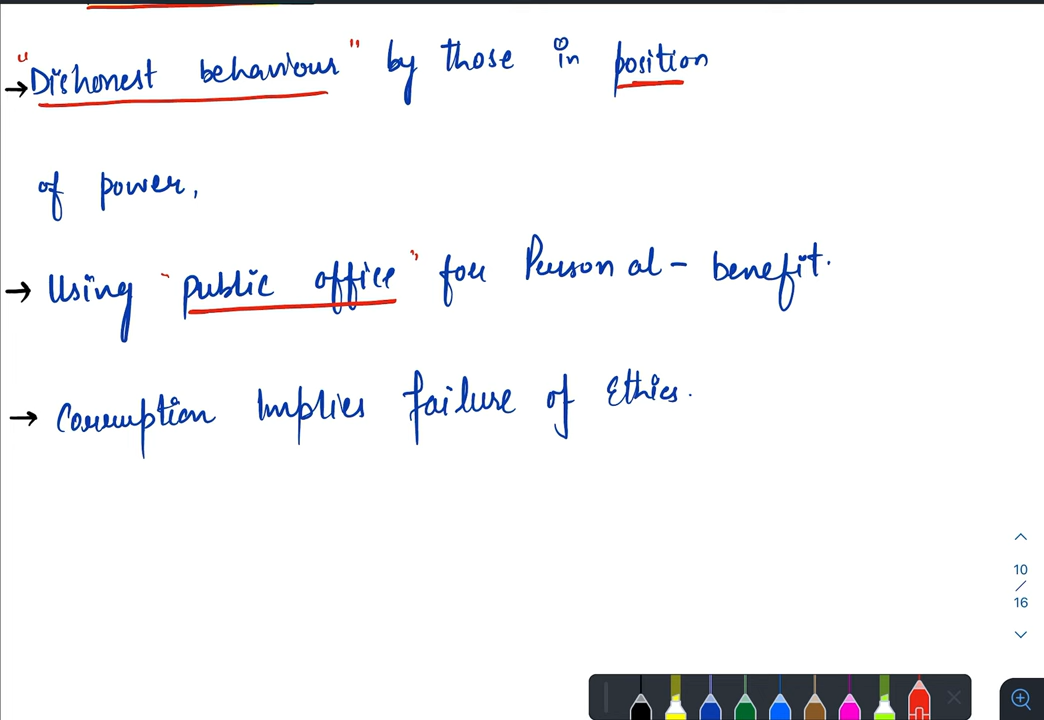 → "Dishonest behaviour" by those in position
of power,
→ Using "public office" for Personal - benefit.
→ Corruption Implies failure of Ethics.
10
/
16